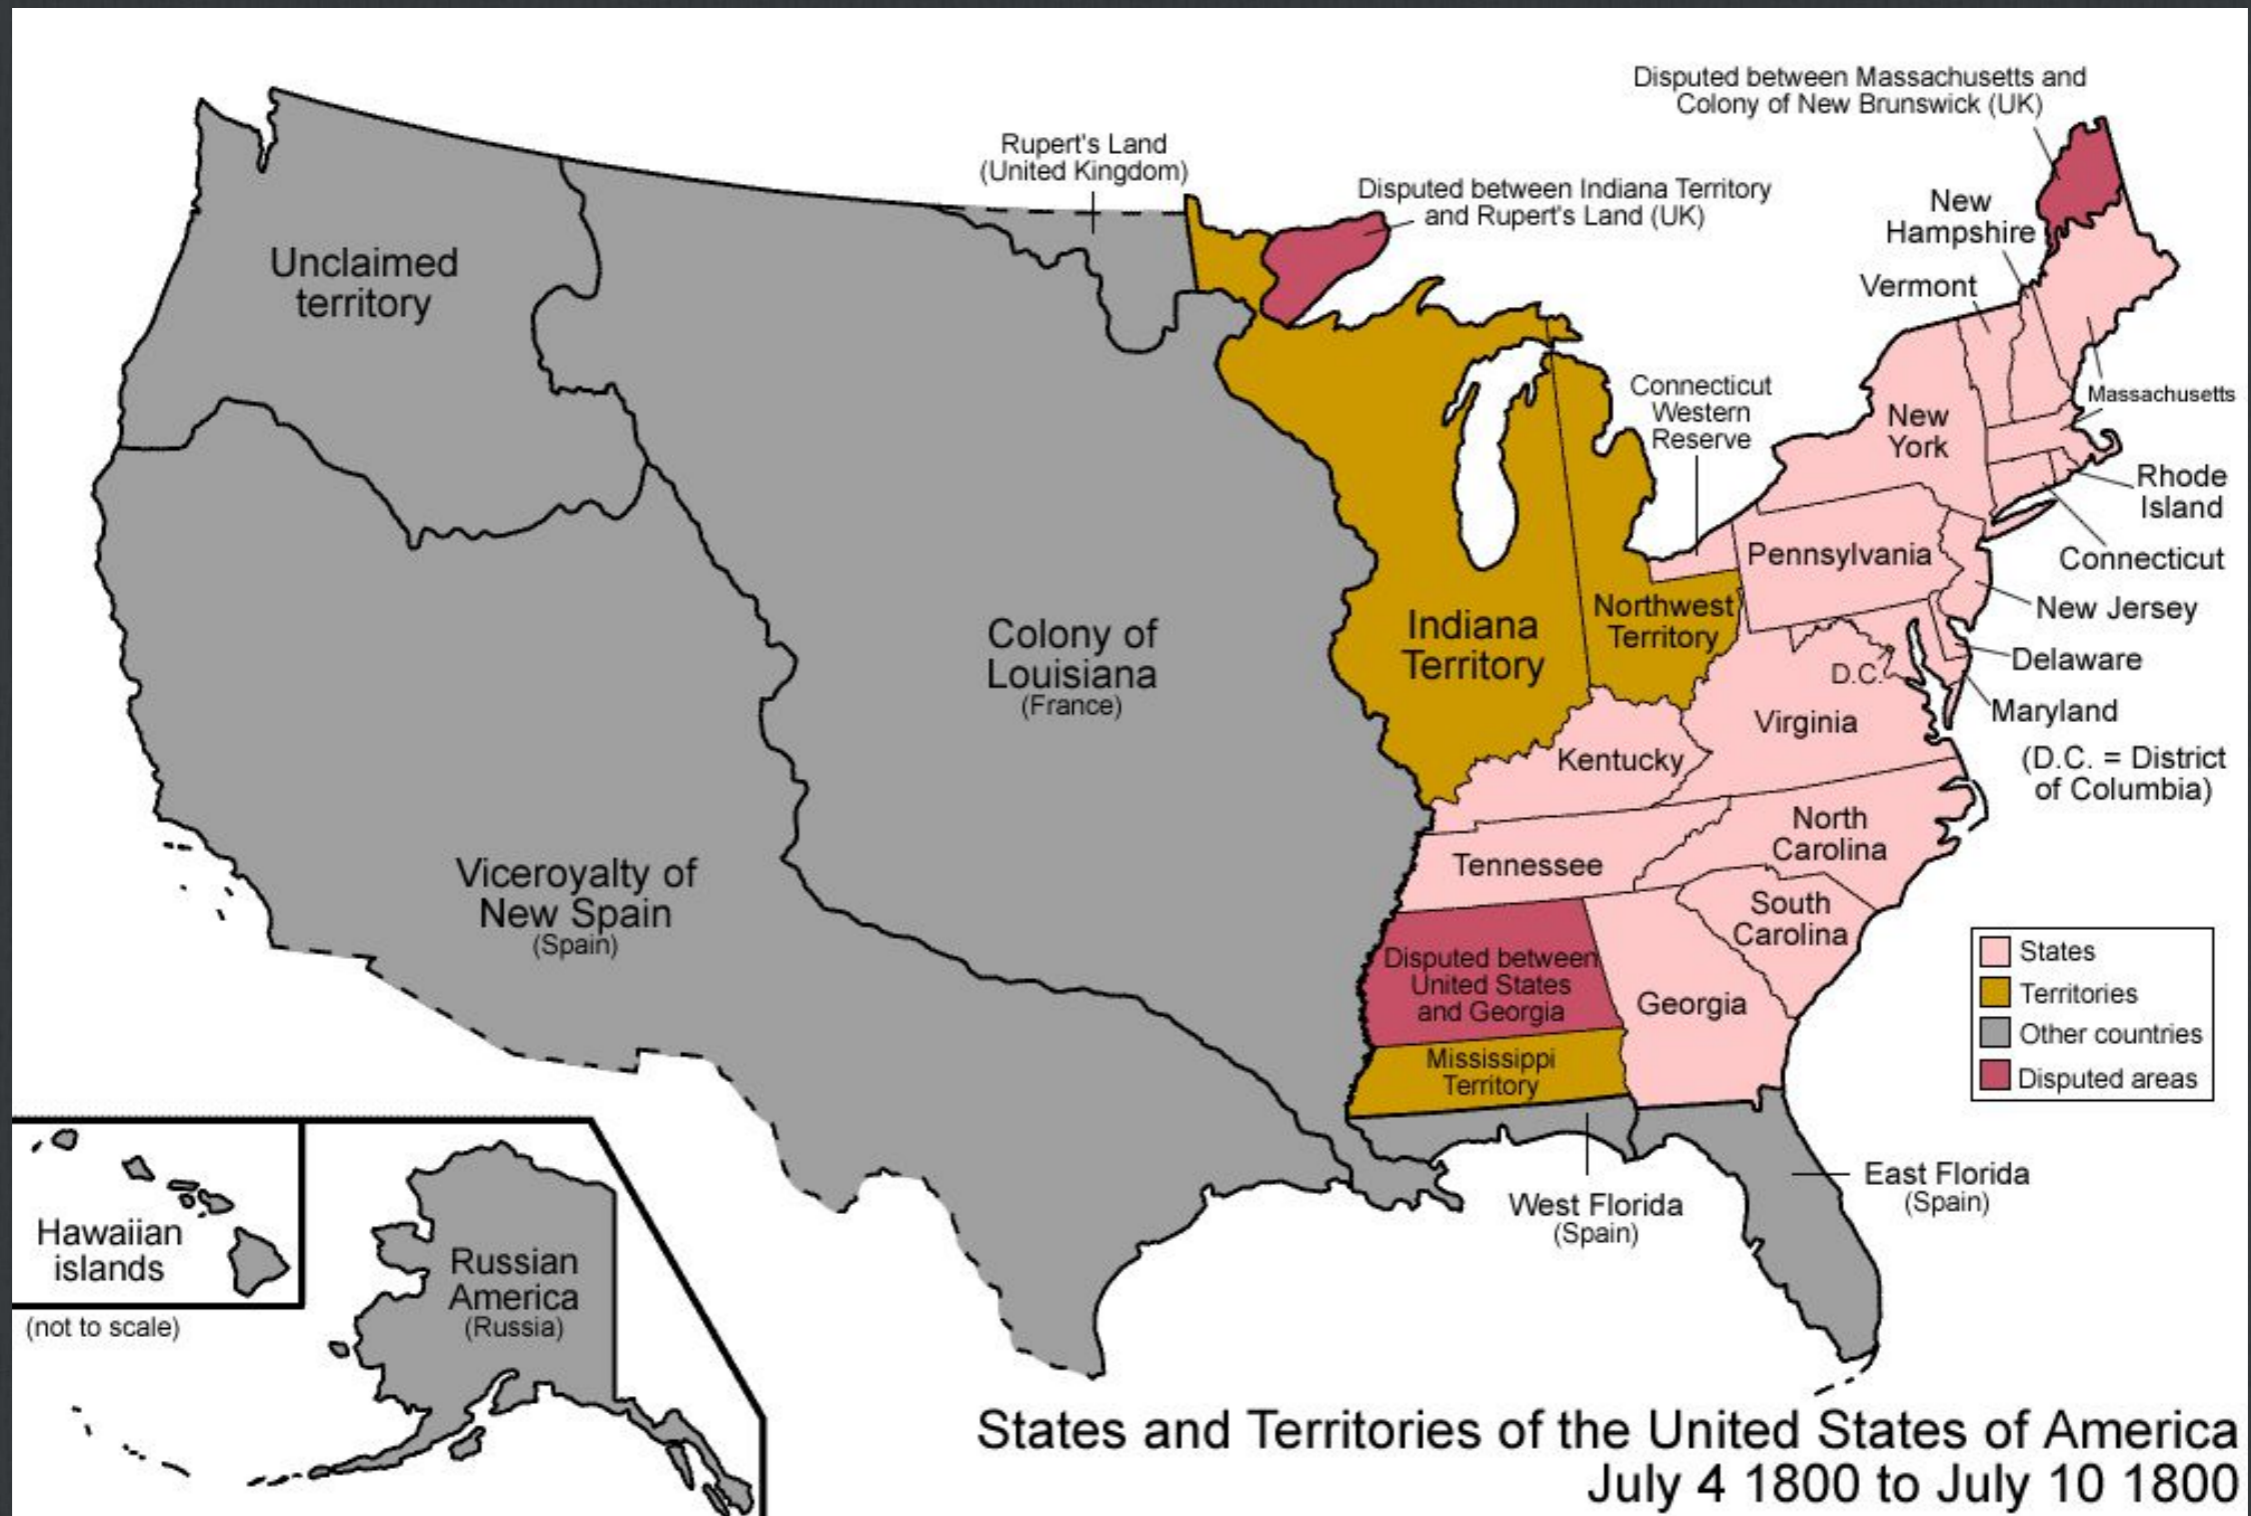 Disputed between Massachusetts and
Colony of New Brunswick (UK)
Rupert's Land
(United Kingdom)
Disputed between Indiana Territory
and Rupert's Land (UK)
New
Hampshire
Vermont
Unclaimed
territory
Connecticut
Western
Reserve
Massachusetts
New
York
Rhode
Island
Pennsylvania
Connecticut
New Jersey
Northwest
Territory
Indiana
Territory
Colony of
Louisiana
(France)
D.C.
Delaware
Maryland
Virginia
Kentucky
(D.C. = District
of Columbia)
North
Carolina
Tennessee
Viceroyalty of
New Spain
(Spain)
South
Carolina
Disputed between
United States
and Georgia
Georgia
States
Territories
Other countries
Disputed areas
Mississippi
Territory
East Florida
(Spain)
West Florida
(Spain)
Hawaiian
islands
(not to scale)
Russian
America
(Russia)
States and Territories of the United States of America
July 4 1800 to July 10 1800